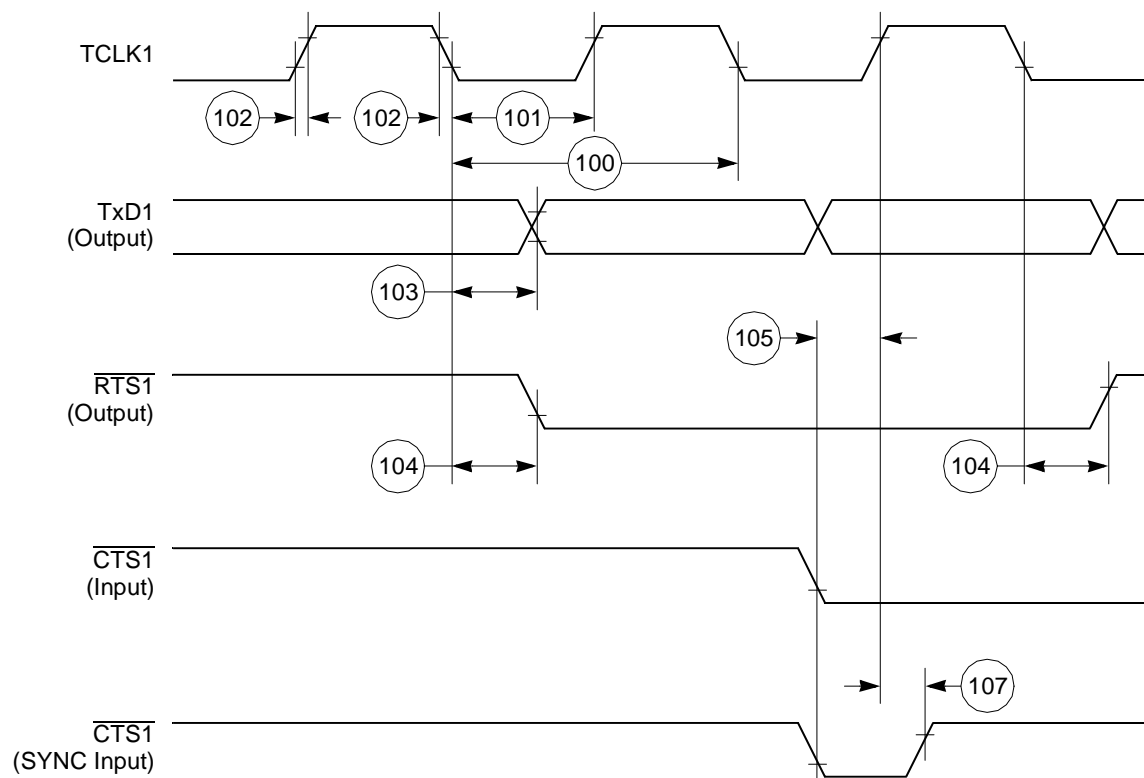 TCLK1
102
102
101
100
TxD1
(Output)
103
105
RTS1
(Output)
104
104
CTS1
(Input)
107
CTS1
(SYNC Input)